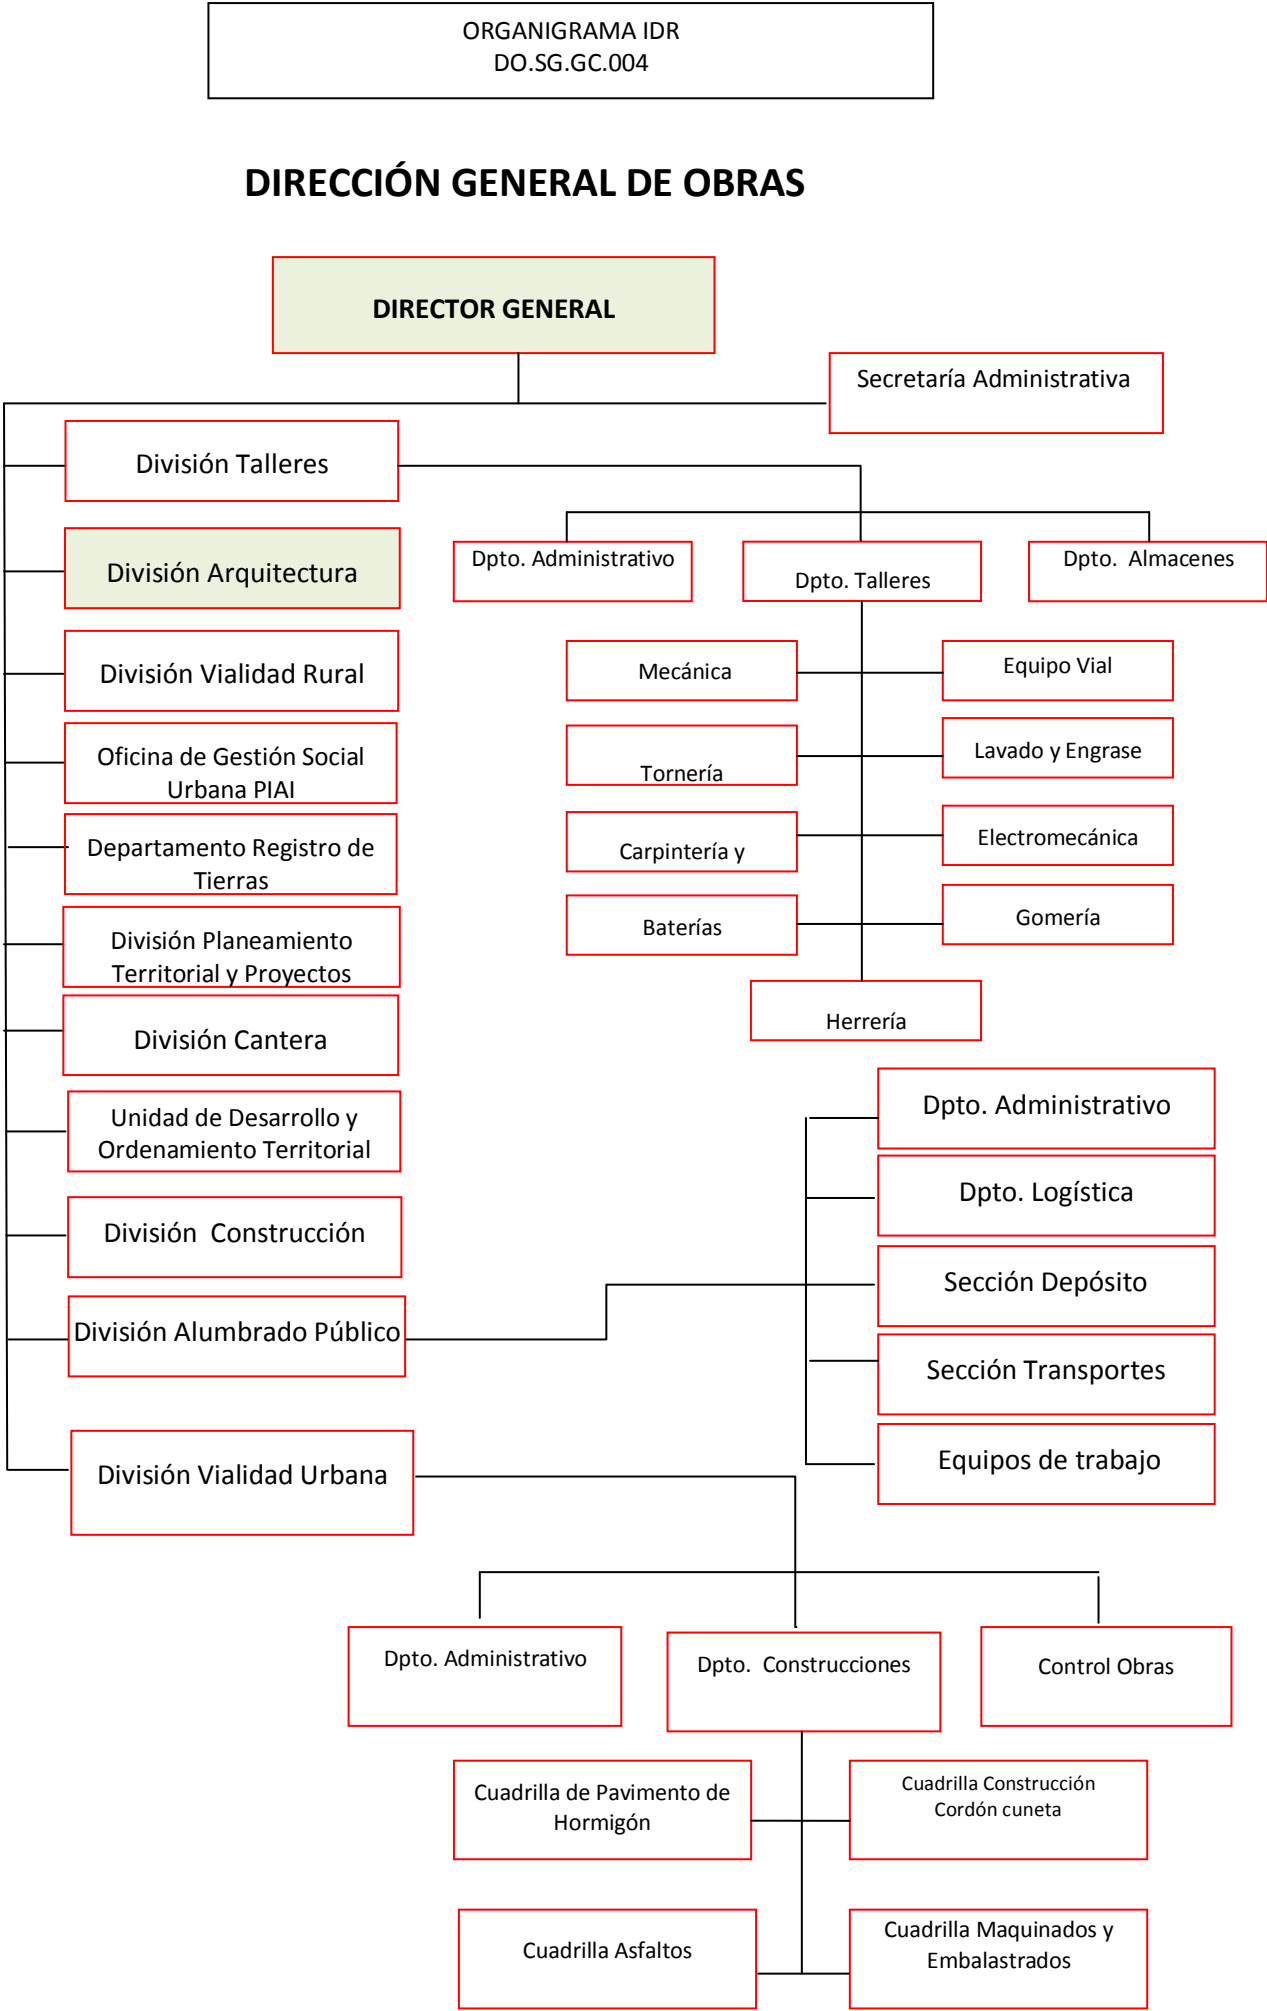 ORGANIGRAMA IDR
DO.SG.GC.004
DIRECCIÓN GENERAL DE OBRAS
DIRECTOR GENERAL
Secretaría Administrativa
División Talleres
Dpto. Administrativo
Dpto. Talleres
Dpto. Almacenes
División Arquitectura
División Vialidad Rural
Mecánica
Equipo Vial
Oficina de Gestión Social
Urbana PIAI
Tornería
Lavado y Engrase
Departamento Registro de
Tierras
Carpintería y
Electromecánica
División Planeamiento
Territorial y Proyectos
Baterías
Gomería
División Cantera
Herrería
Unidad de Desarrollo y
Ordenamiento Territorial
Dpto. Administrativo
Dpto. Logística
División Construcción
Sección Depósito
División Alumbrado Público
Sección Transportes
Equipos de trabajo
División Vialidad Urbana
Dpto. Administrativo
Dpto. Construcciones
Control Obras
Cuadrilla de Pavimento de
Hormigón
Cuadrilla Construcción
Cordón cuneta
Cuadrilla Asfaltos
Cuadrilla Maquinados y
Embalastrados